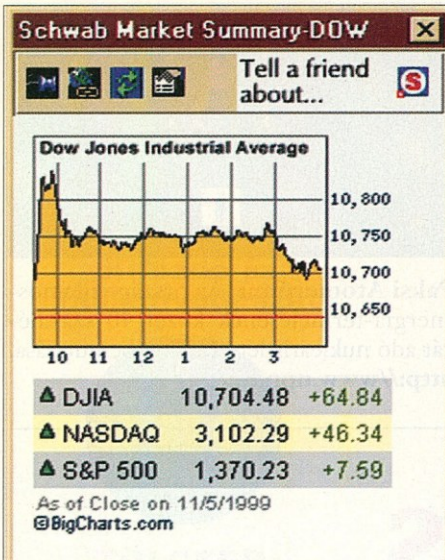 Schwab Market Summary-DOW
Tell a friend
about...
S
Dow Jones Industrial Average
10,800
10,750
10,700
10,650
10 11 12 1 2 3
DJIA 10,704.48 +64.84
NASDAQ 3,102.29 +46.34
S&P 500 1,370.23 +7.59
As of Close on 11/5/1999
©BigCharts.com